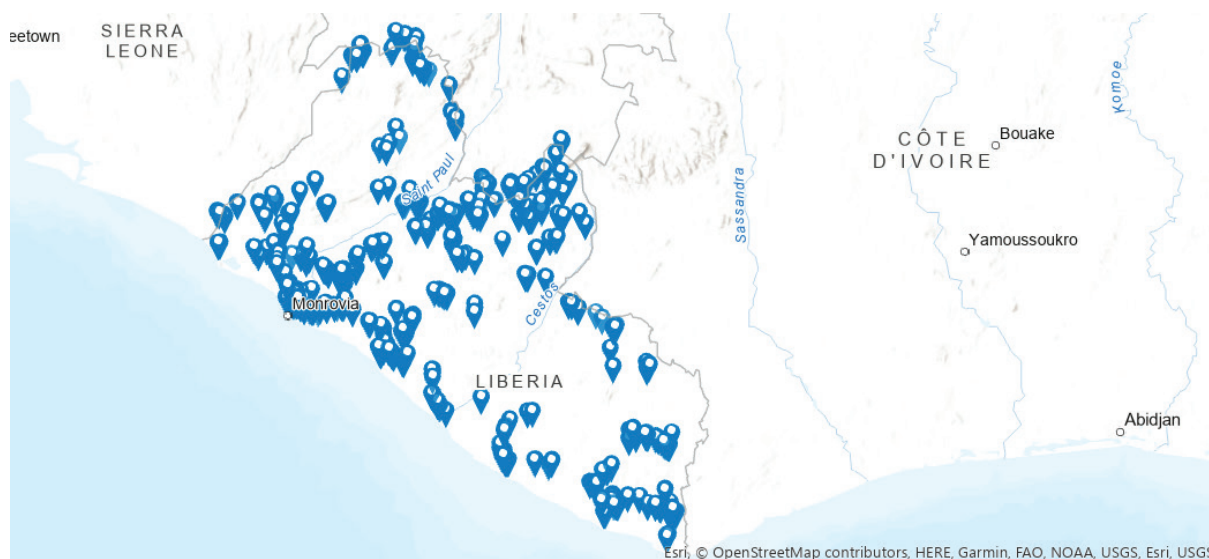 eetown
SIERRA
LEONE
Komoe
CÔTE
D'IVOIRE
Bouake
Saint Paul
Sassandra
Yamoussoukro
Monrovia
Cestos
LIBERIA
Abidjan
Esri, © OpenStreetMap contributors, HERE, Garmin, FAO, NOAA, USGS, Esri, USGS